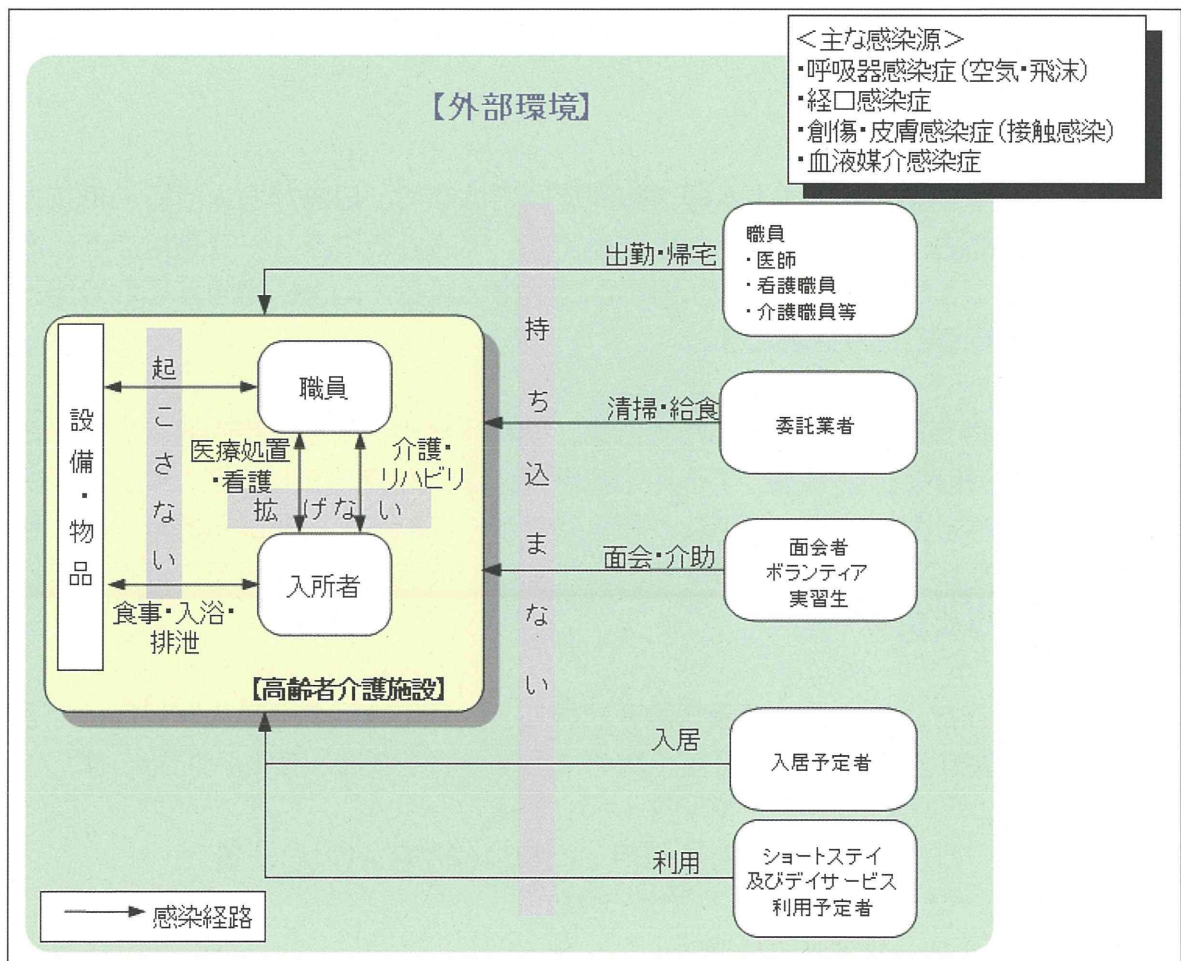 ＜主な感染源＞
・呼吸器感染症（空気・飛沫）
・経口感染症
・創傷・皮膚感染症（接触感染）
・血液媒介感染症
【外部環境】
職員
・医師
・看護職員
・介護職員等
出勤・帰宅
持ち込まない
委託業者
清掃・給食
面会者
ボランティア
実習生
面会・介助
入居予定者
入居
ショートステイ
及びデイサービス
利用予定者
利用
設備・物品
起こさない
職員
医療処置
・看護
介護・
リハビリ
拡げない
入所者
食事・入浴・
排泄
【高齢者介護施設】
感染経路